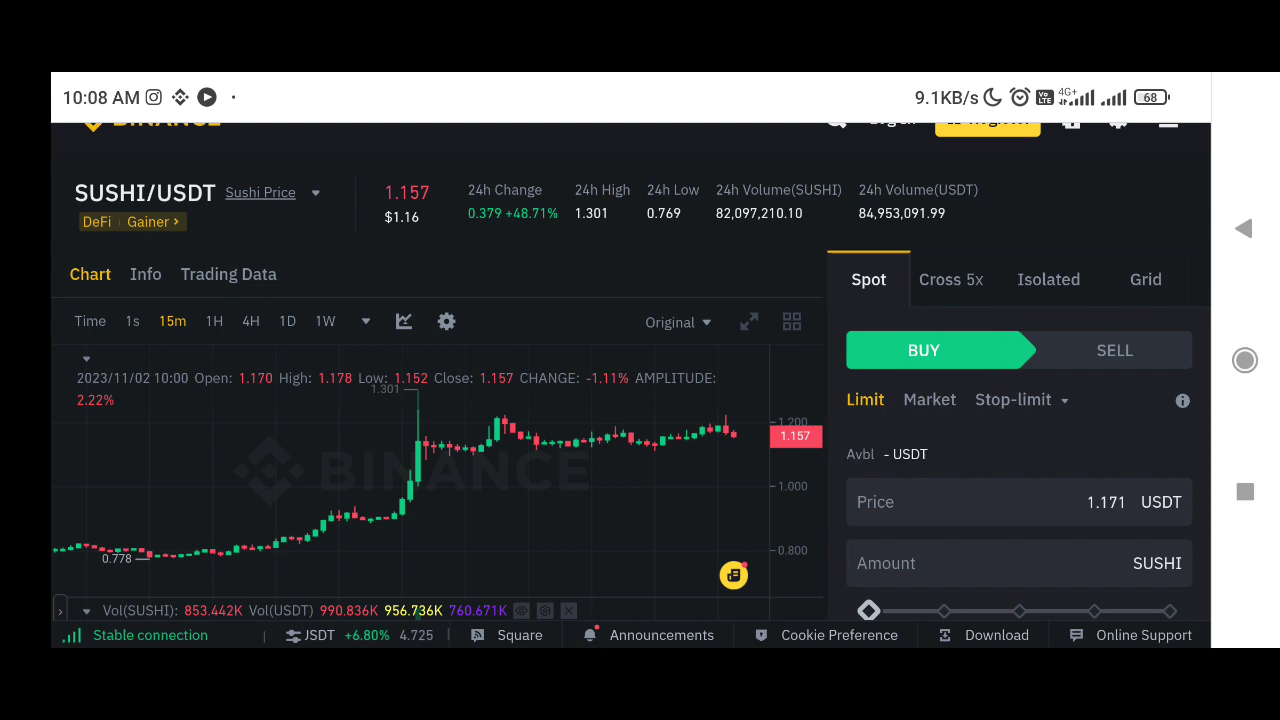 10:08 AM
9.1KB/s Vo LTE 4G+ 68
BINANCE
SUSHI/USDT Sushi Price
DeFi Gainer >
1.157
$1.16
24h Change 24h High 24h Low 24h Volume(SUSHI) 24h Volume(USDT)
0.379 +48.71% 1.301 0.769 82,097,210.10 84,953,091.99
Chart Info Trading Data
Time 1s 15m 1H 4H 1D 1W
Original
2023/11/02 10:00 Open: 1.170 High: 1.178 Low: 1.152 Close: 1.157 CHANGE: -1.11% AMPLITUDE:
2.22%
1.301
1.200
1.157
BINANCE
1.000
0.800
0.778
Vol(SUSHI): 853.442K Vol(USDT) 990.836K 956.736K 760.671K
Spot Cross 5x Isolated Grid
BUY SELL
Limit Market Stop-limit
Avbl - USDT
Price 1.171 USDT
Amount SUSHI
Stable connection JSDT +6.80% 4.725 Square Announcements Cookie Preference Download Online Support